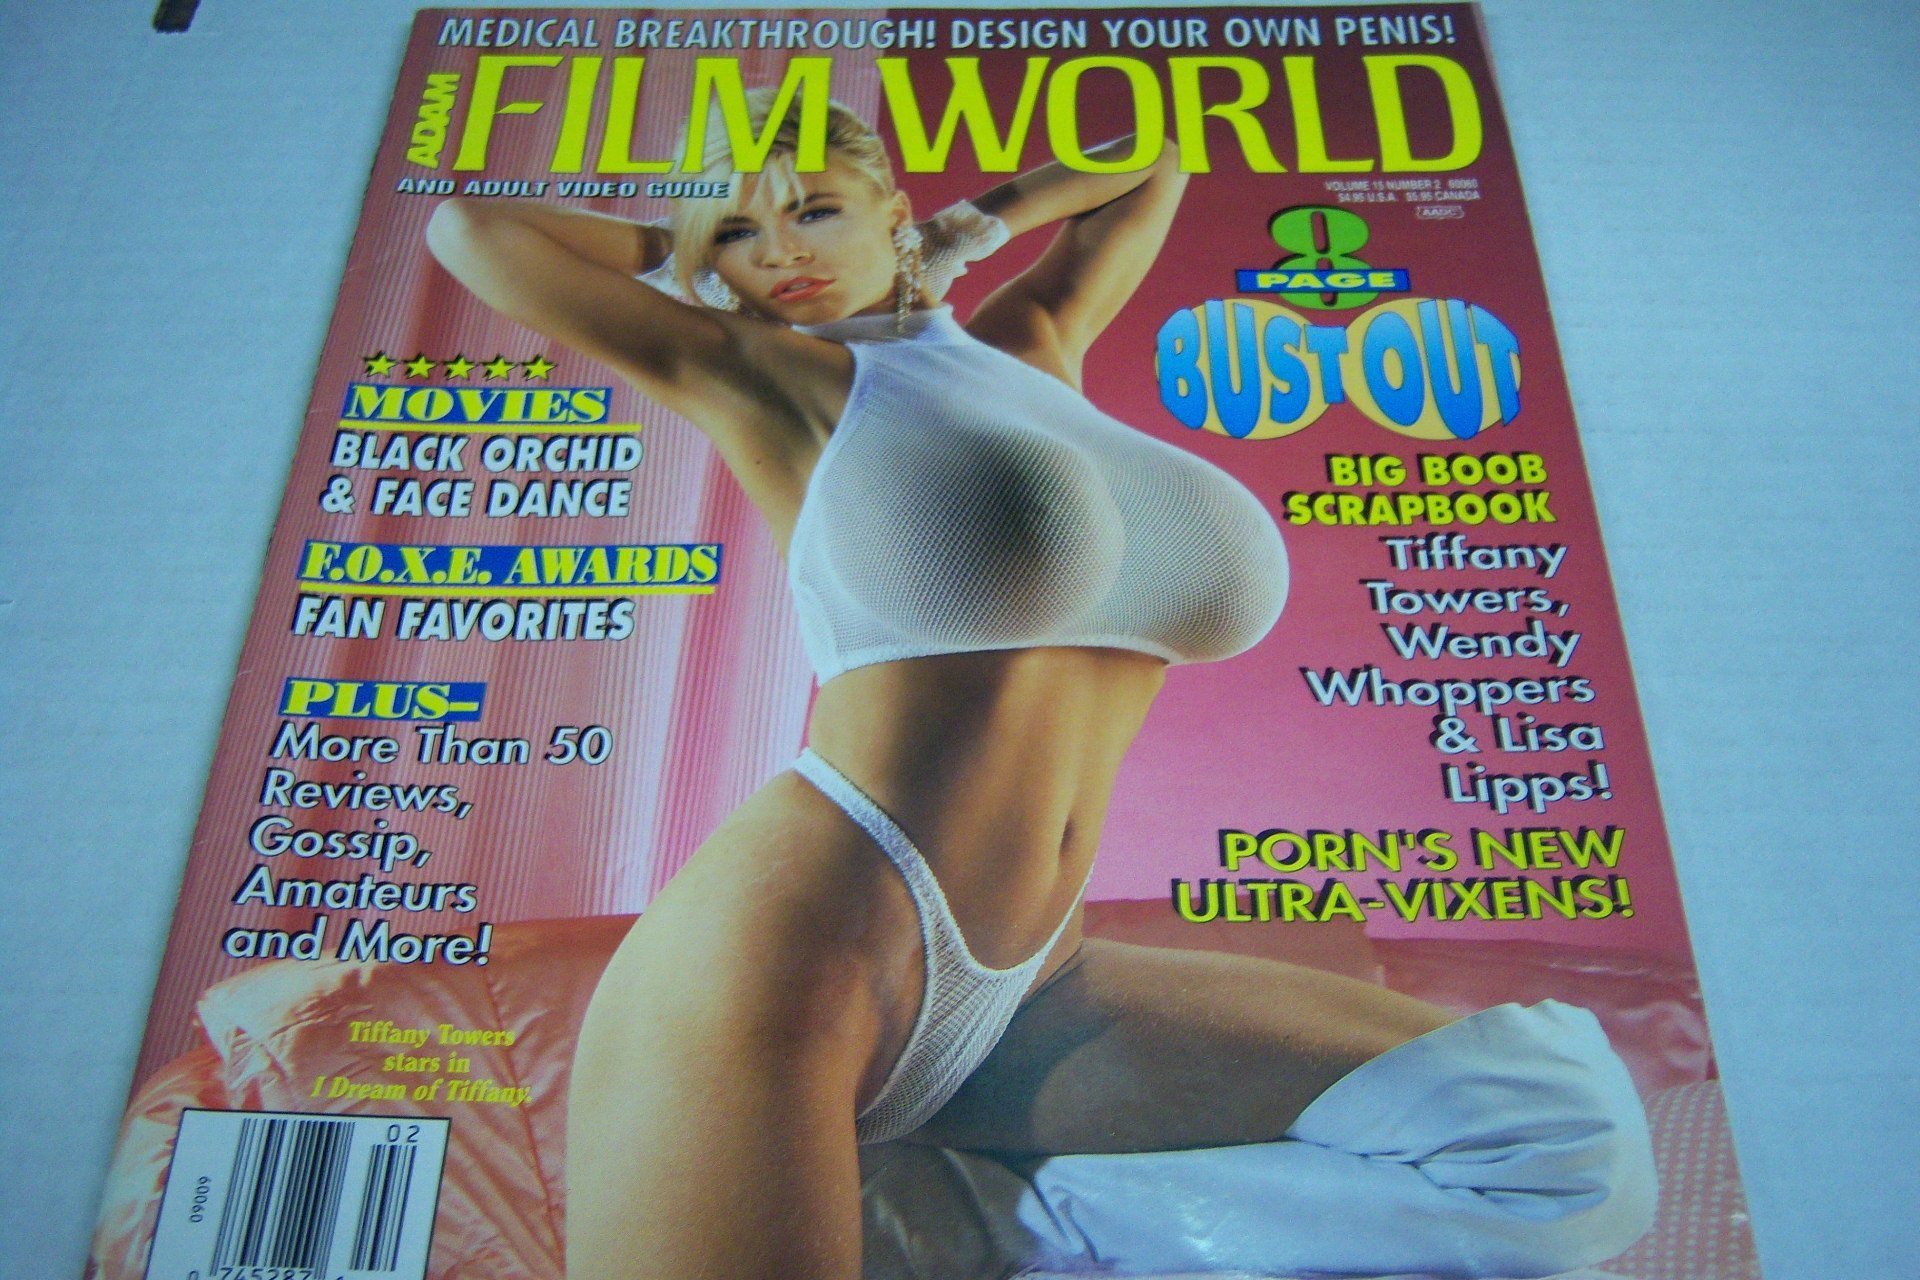 MEDICAL BREAKTHROUGH! DESIGN YOUR OWN PENIS!
ADAM
FILM WORLD
AND ADULT VIDEO GUIDE
VOLUME 15 NUMBER 2 60060
$4.95 U.S.A. $5.95 CANADA
8
PAGE
BUST OUT
BIG BOOB
SCRAPBOOK
Tiffany
Towers,
Wendy
Whoppers
& Lisa
Lipps!
PORN'S NEW
ULTRA-VIXENS!
MOVIES
BLACK ORCHID
& FACE DANCE
F.O.X.E. AWARDS
FAN FAVORITES
PLUS–
More Than 50
Reviews,
Gossip,
Amateurs
and More!
Tiffany Towers
stars in
I Dream of Tiffany.
02
09009